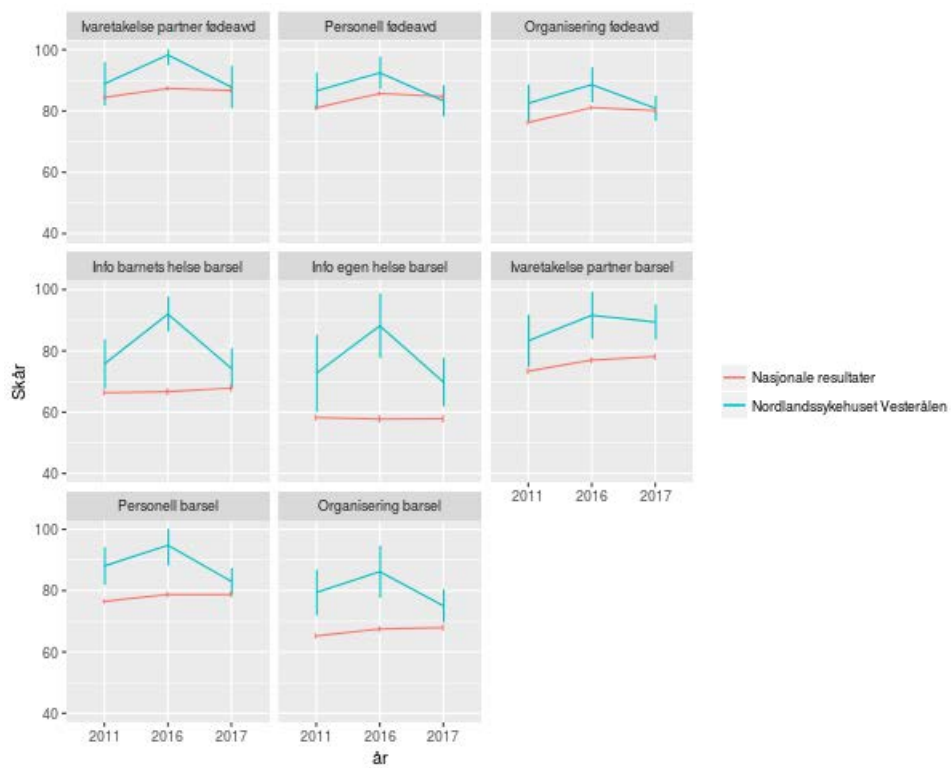 Ivaretakelse partner fødeavd
Personell fødeavd
Organisering fødeavd
100
80
60
40
Info barnets helse barsel
Info egen helse barsel
Ivaretakelse partner barsel
100
80
60
40
2011 2016 2017
Personell barsel
Organisering barsel
100
80
60
40
2011 2016 2017
2011 2016 2017
år
Skår
Nasjonale resultater
Nordlandssykehuset Vesterålen